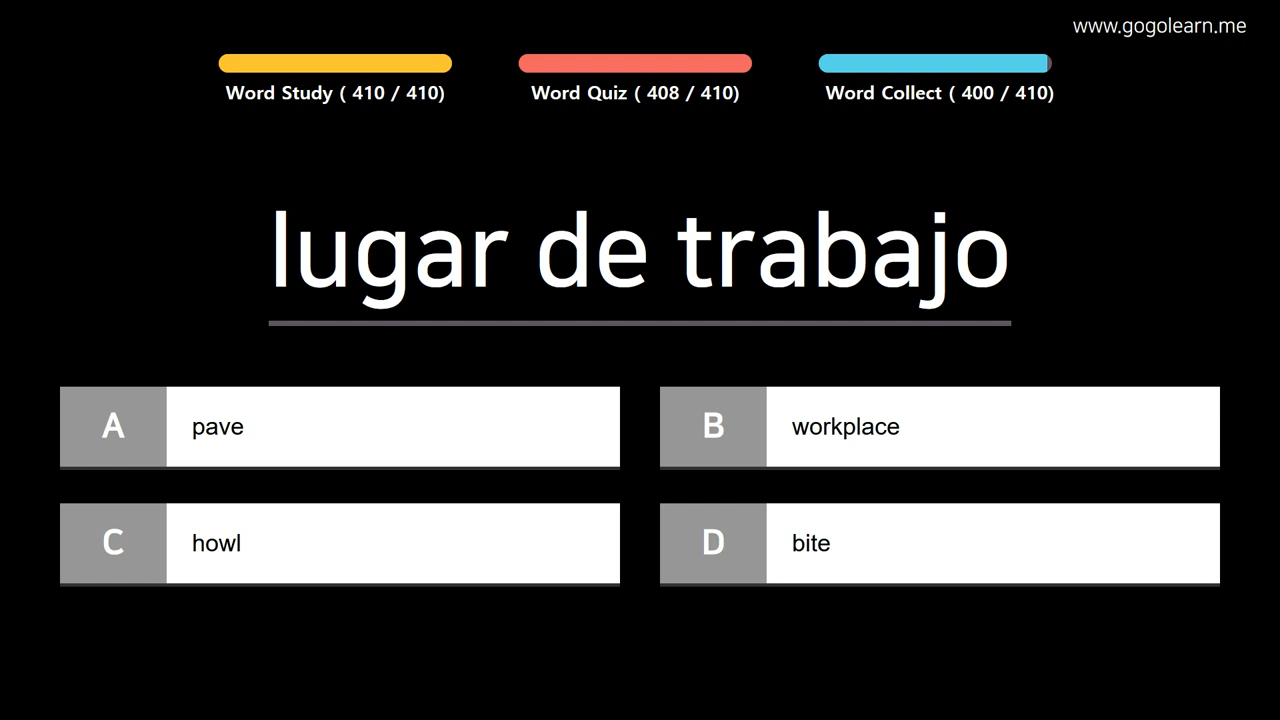 www.gogolearn.me
Word Study ( 410 / 410)
Word Quiz ( 408 / 410)
Word Collect ( 400 / 410)
lugar de trabajo
A pave
B workplace
C howl
D bite